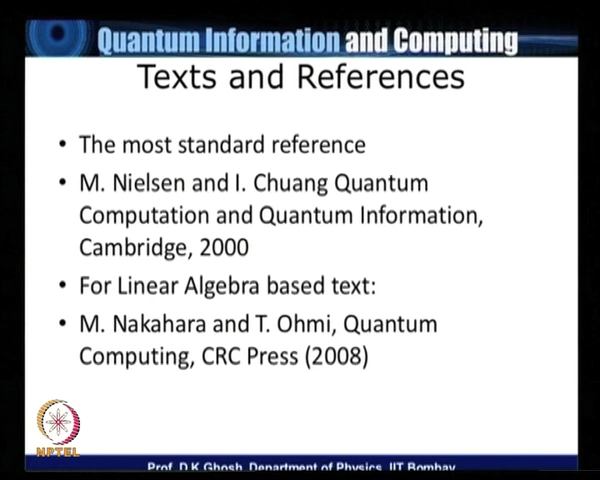 Quantum Information and Computing
Texts and References
• The most standard reference
• M. Nielsen and I. Chuang Quantum
Computation and Quantum Information,
Cambridge, 2000
• For Linear Algebra based text:
• M. Nakahara and T. Ohmi, Quantum
Computing, CRC Press (2008)
NPTEL
Prof. D K Ghosh, Department of Physics, IIT Bombay